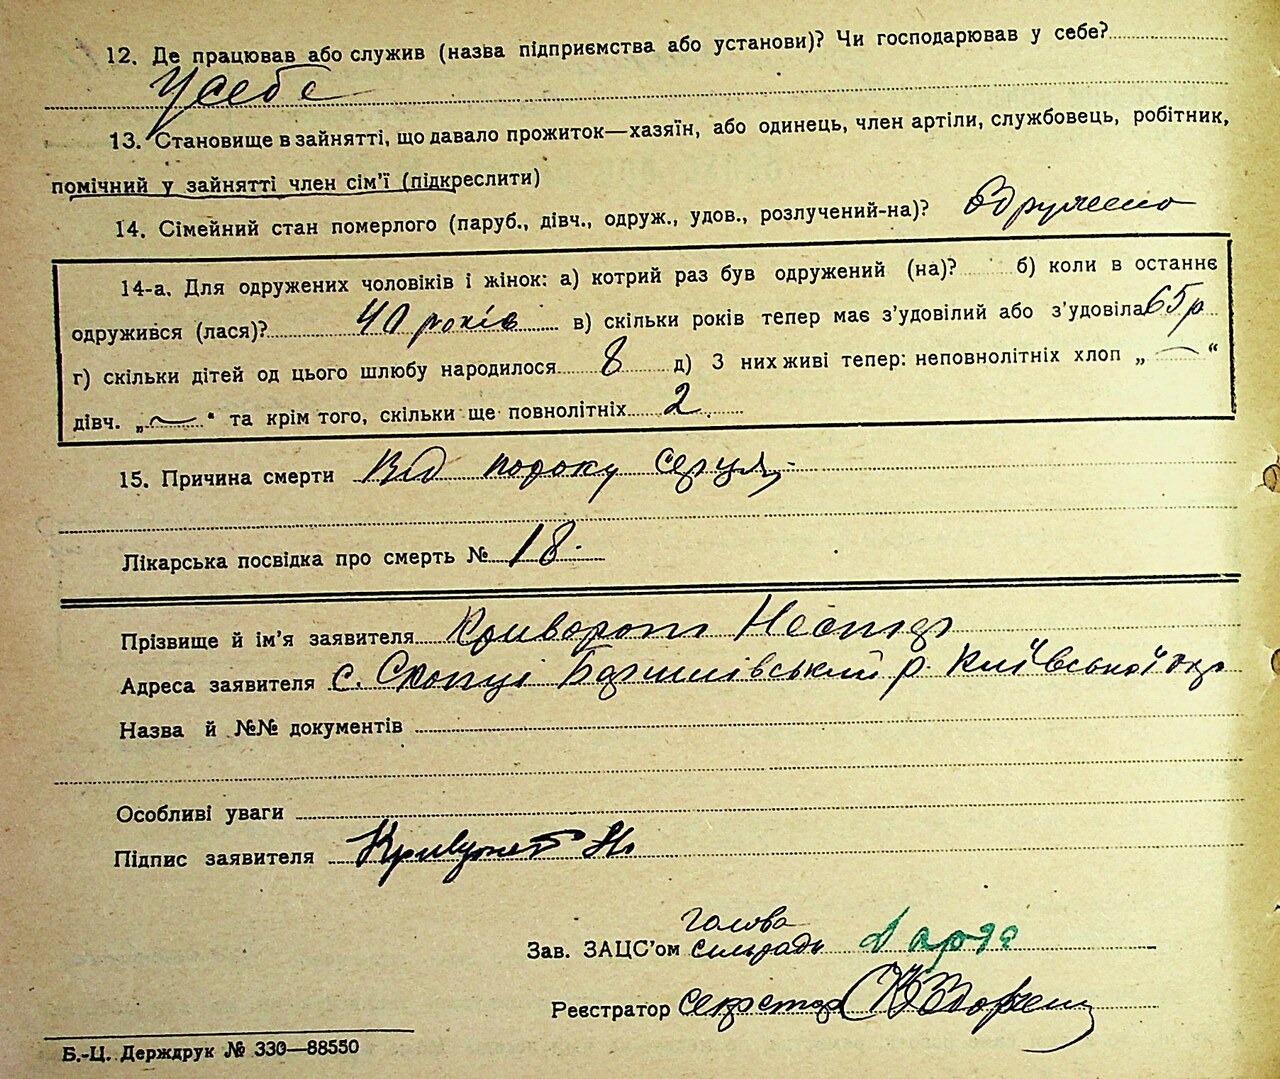 12. Де працював або служив (назва підприємства або установи)? Чи господарював у себе?
У себе
13. Становище в зайнятті, що давало прожиток—хазяїн, або одинець, член артіли, службовець, робітник,
помічний у зайнятті член сім'ї (підкреслити)
14. Сімейний стан померлого (паруб., дівч., одруж., удов., розлучений-на)? Одружено
14-а. Для одружених чоловіків і жінок: а) котрий раз був одружений (на)? б) коли в останнє
одружився (лася)? 40 років в) скільки років тепер має з'удовілий або з'удовіла 65 р
г) скільки дітей од цього шлюбу народилося 8 д) З них живі тепер: неповнолітніх хлоп „ — “
дівч. „ — “ та крім того, скільки ще повнолітніх 2
15. Причина смерти Від пороку серця
Лікарська посвідка про смерть № 18.
Прізвище й ім'я заявителя Криворот
Адреса заявителя с. Скопці Баришівський р. Київської
Назва й №№ документів
Особливі уваги
Підпис заявителя Н.
голова
Зав. ЗАЦС'ом сільради
Реєстратор Секретар
Б.-Ц. Держдрук № 330—88550